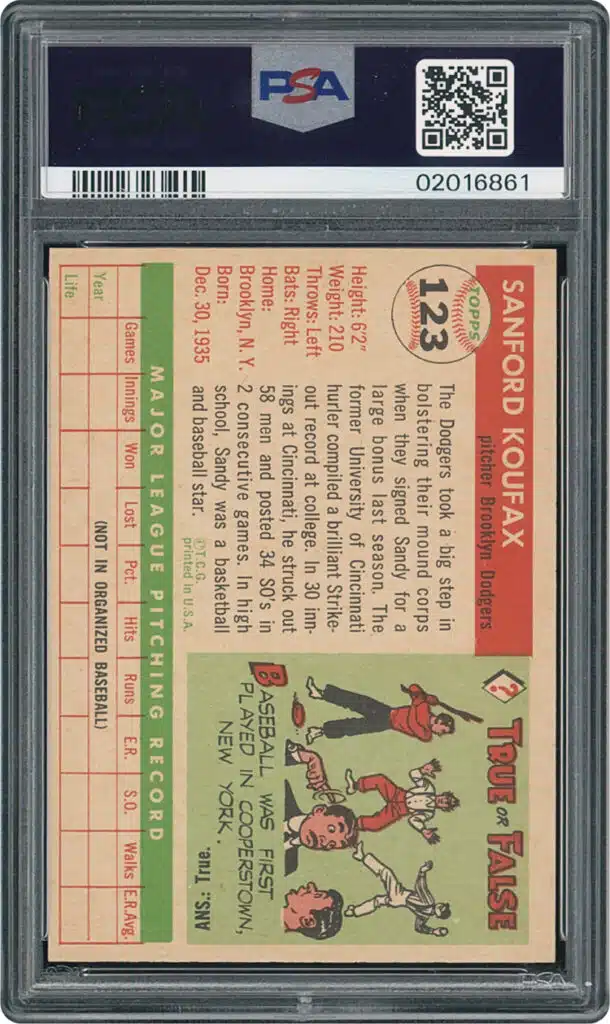 PSA
02016861
SANFORD KOUFAX
pitcher Brooklyn Dodgers
TOPPS
123
Height: 6'2"
Weight: 210
Throws: Left
Bats: Right
Home:
Brooklyn, N. Y.
Born:
Dec. 30, 1935
The Dodgers took a big step in
bolstering their mound corps
when they signed Sandy for a
large bonus last season. The
former University of Cincinnati
hurler compiled a brilliant Strike-
out record at college. In 30 inn-
ings at Cincinnati, he struck out
58 men and posted 34 SO's in
2 consecutive games. In high
school, Sandy was a basketball
and baseball star.
©T.C.G.
printed in U.S.A.
?
TRUE OR FALSE
BASEBALL WAS FIRST
PLAYED IN COOPERSTOWN,
NEW YORK.
ANS.: True.
MAJOR LEAGUE PITCHING RECORD
Games Innings Won Lost Pct. Hits Runs E.R. S.O. Walks E.R.Avg.
Year
(NOT IN ORGANIZED BASEBALL)
Life
PSA